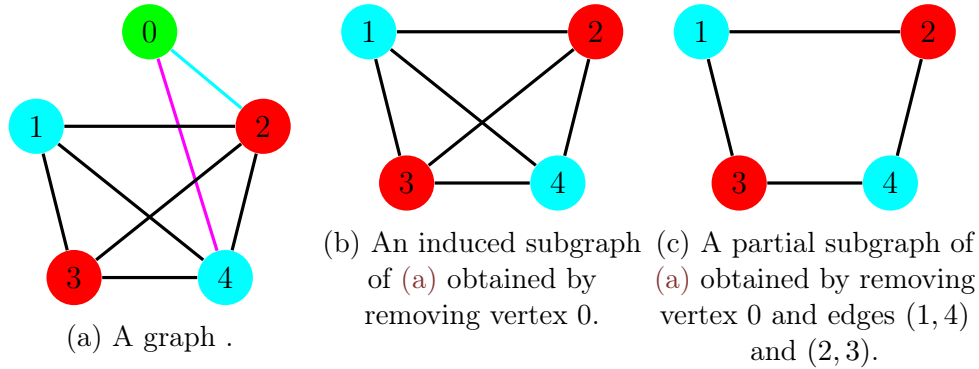 0
1
2
3
4
(a) A graph .
1
2
3
4
(b) An induced subgraph
of (a) obtained by
removing vertex 0.
1
2
3
4
(c) A partial subgraph of
(a) obtained by removing
vertex 0 and edges (1, 4)
and (2, 3).